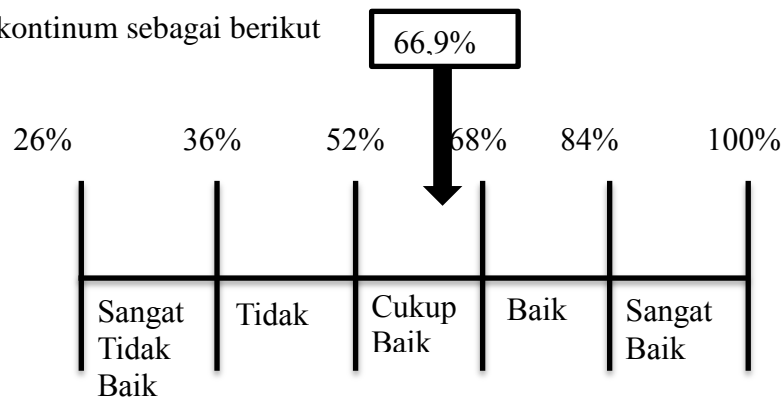 kontinum sebagai berikut
66,9%
26% 36% 52% 68% 84% 100%
Sangat Tidak Baik
Tidak
Cukup Baik
Baik
Sangat Baik